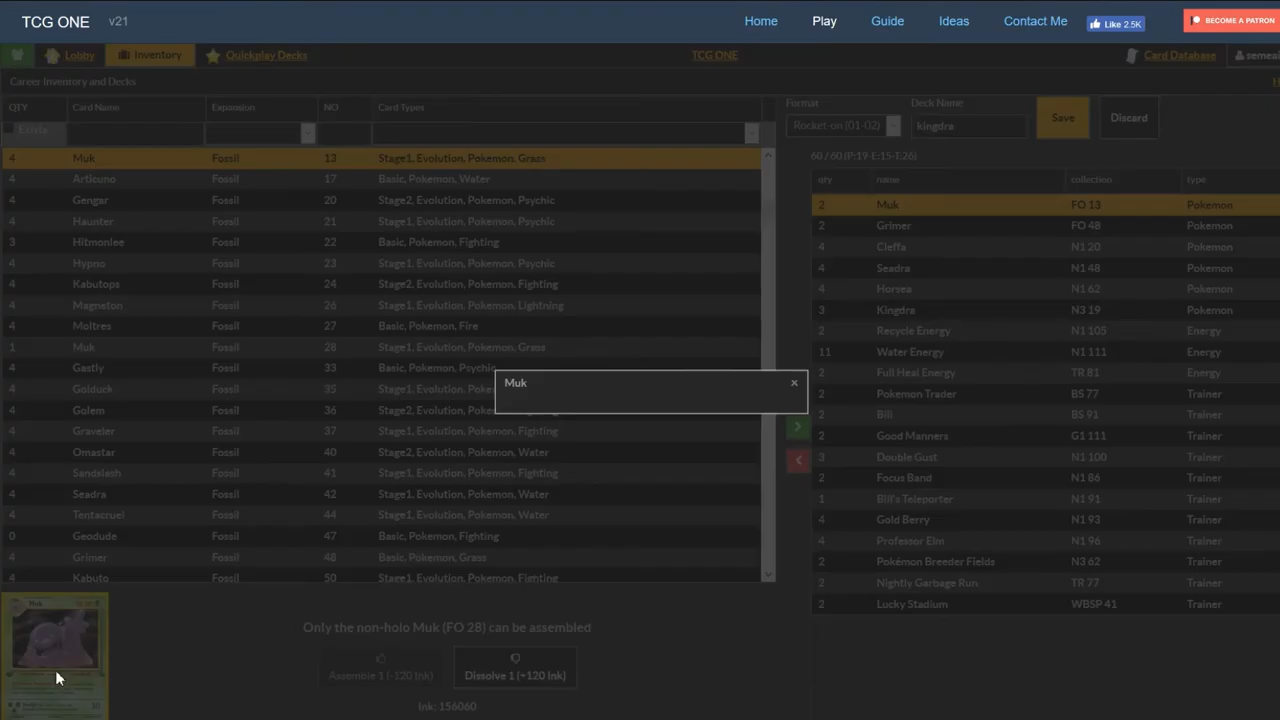 TCG ONE v21 Home Play Guide Ideas Contact Me Like 2.5K BECOME A PATRON
Lobby Inventory Quickplay Decks TCG ONE Card Database
Career Inventory and Decks
QTY Card Name Expansion NO Card Types
4 Muk Fossil 13 Stage1, Evolution, Pokemon, Grass
4 Articuno Fossil 17 Basic, Pokemon, Water
4 Gengar Fossil 20 Stage2, Evolution, Pokemon, Psychic
4 Haunter Fossil 21 Stage1, Evolution, Pokemon, Psychic
3 Hitmonlee Fossil 22 Basic, Pokemon, Fighting
4 Hypno Fossil 23 Stage1, Evolution, Pokemon, Psychic
4 Kabutops Fossil 24 Stage2, Evolution, Pokemon, Fighting
4 Magneton Fossil 26 Stage1, Evolution, Pokemon, Lightning
4 Moltres Fossil 27 Basic, Pokemon, Fire
1 Muk Fossil 28 Stage1, Evolution, Pokemon, Grass
4 Gastly Fossil 33 Basic, Pokemon, Psychic
4 Golduck Fossil 35 Stage1, Evolution, Pokemon,
4 Golem Fossil 36 Stage2, Evolution, Pokemon, Fighting
4 Graveler Fossil 37 Stage1, Evolution, Pokemon, Fighting
4 Omastar Fossil 40 Stage2, Evolution, Pokemon, Water
4 Sandslash Fossil 41 Stage1, Evolution, Pokemon, Fighting
4 Seadra Fossil 42 Stage1, Evolution, Pokemon, Water
4 Tentacruel Fossil 44 Stage1, Evolution, Pokemon, Water
0 Geodude Fossil 47 Basic, Pokemon, Fighting
4 Grimer Fossil 48 Basic, Pokemon, Grass
4 Kabuto Fossil 50 Stage1, Evolution, Pokemon, Fighting
Muk ×
Muk
Only the non-holo Muk (FO 28) can be assembled
Assemble 1 (-120 Ink) Dissolve 1 (+120 Ink)
Ink: 156060
Format Deck Name
Rocket-on (01-02) kingdra Save Discard
60 / 60 (P:19-E:15-T:26)
qty name collection type
2 Muk FO 13 Pokemon
2 Grimer FO 48 Pokemon
4 Cleffa N1 20 Pokemon
4 Seadra N1 48 Pokemon
4 Horsea N1 62 Pokemon
3 Kingdra N3 19 Pokemon
2 Recycle Energy N1 105 Energy
11 Water Energy N1 111 Energy
2 Full Heal Energy TR 81 Energy
2 Pokemon Trader BS 77 Trainer
2 Bill BS 91 Trainer
2 Good Manners G1 111 Trainer
3 Double Gust N1 100 Trainer
2 Focus Band N1 86 Trainer
1 Bill's Teleporter N1 91 Trainer
4 Gold Berry N1 93 Trainer
4 Professor Elm N1 96 Trainer
2 Pokémon Breeder Fields N3 62 Trainer
2 Nightly Garbage Run TR 77 Trainer
2 Lucky Stadium WBSP 41 Trainer